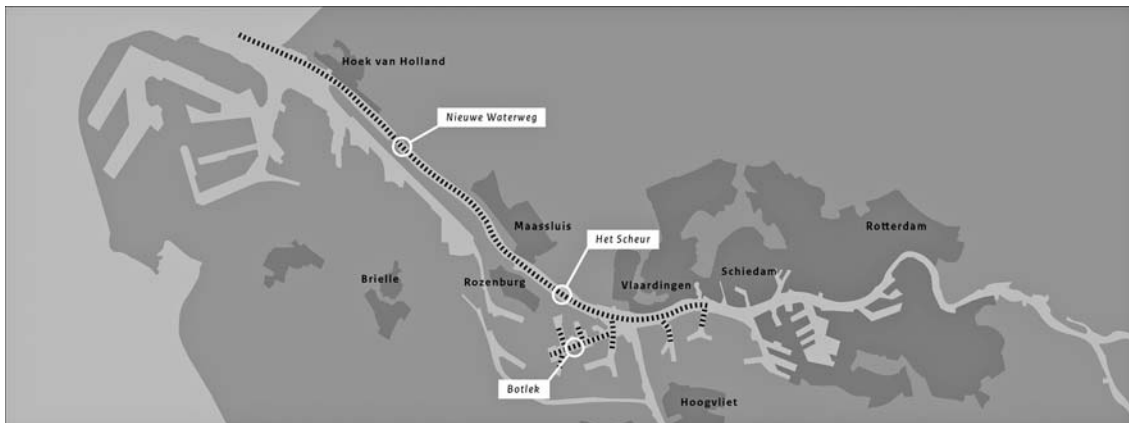 Hoek van Holland
Nieuwe Waterweg
Maassluis
Rotterdam
Het Scheur
Schiedam
Brielle
Rozenburg
Vlaardingen
Botlek
Hoogvliet